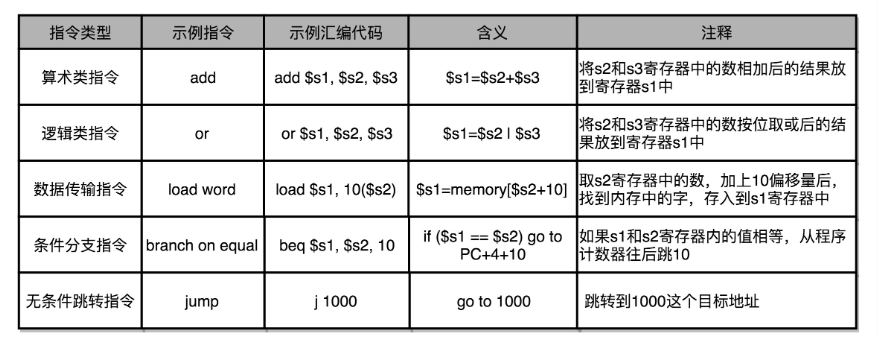 指令类型 示例指令 示例汇编代码 含义 注释
算术类指令 add add $s1, $s2, $s3 $s1=$s2+$s3 将s2和s3寄存器中的数相加后的结果放
到寄存器s1中
逻辑类指令 or or $s1, $s2, $s3 $s1=$s2 | $s3 将s2和s3寄存器中的数按位取或后的结
果放到寄存器s1中
数据传输指令 load word load $s1, 10($s2) $s1=memory[$s2+10] 取s2寄存器中的数，加上10偏移量后，
找到内存中的字，存入到s1寄存器中
条件分支指令 branch on equal beq $s1, $s2, 10 if ($s1 == $s2) go to
PC+4+10
如果s1和s2寄存器内的值相等，从程序
计数器往后跳10
无条件跳转指令 jump j 1000 go to 1000 跳转到1000这个目标地址